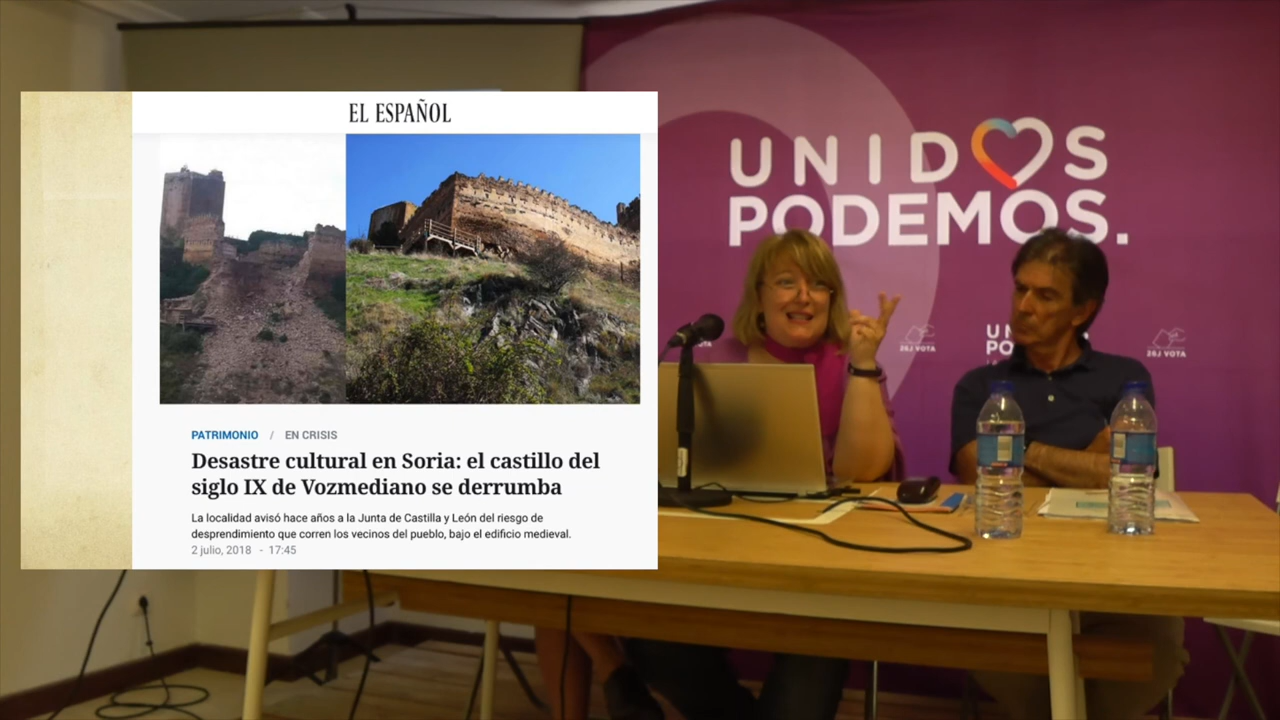 EL ESPAÑOL
PATRIMONIO / EN CRISIS
Desastre cultural en Soria: el castillo del
siglo IX de Vozmediano se derrumba
La localidad avisó hace años a la Junta de Castilla y León del riesgo de
desprendimiento que corren los vecinos del pueblo, bajo el edificio medieval.
2 julio, 2018 - 17:45
UNIDOS
PODEMOS.
26J VOTA
UN
PO
26J VOTA